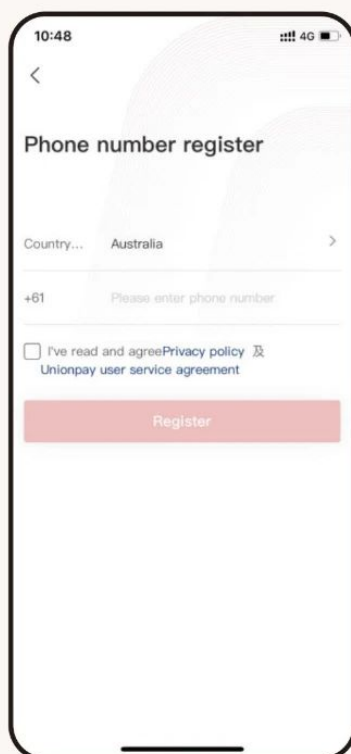 10:48
4G
Phone number register
Country... Australia
+61 Please enter phone number
I've read and agreePrivacy policy 及
Unionpay user service agreement
Register